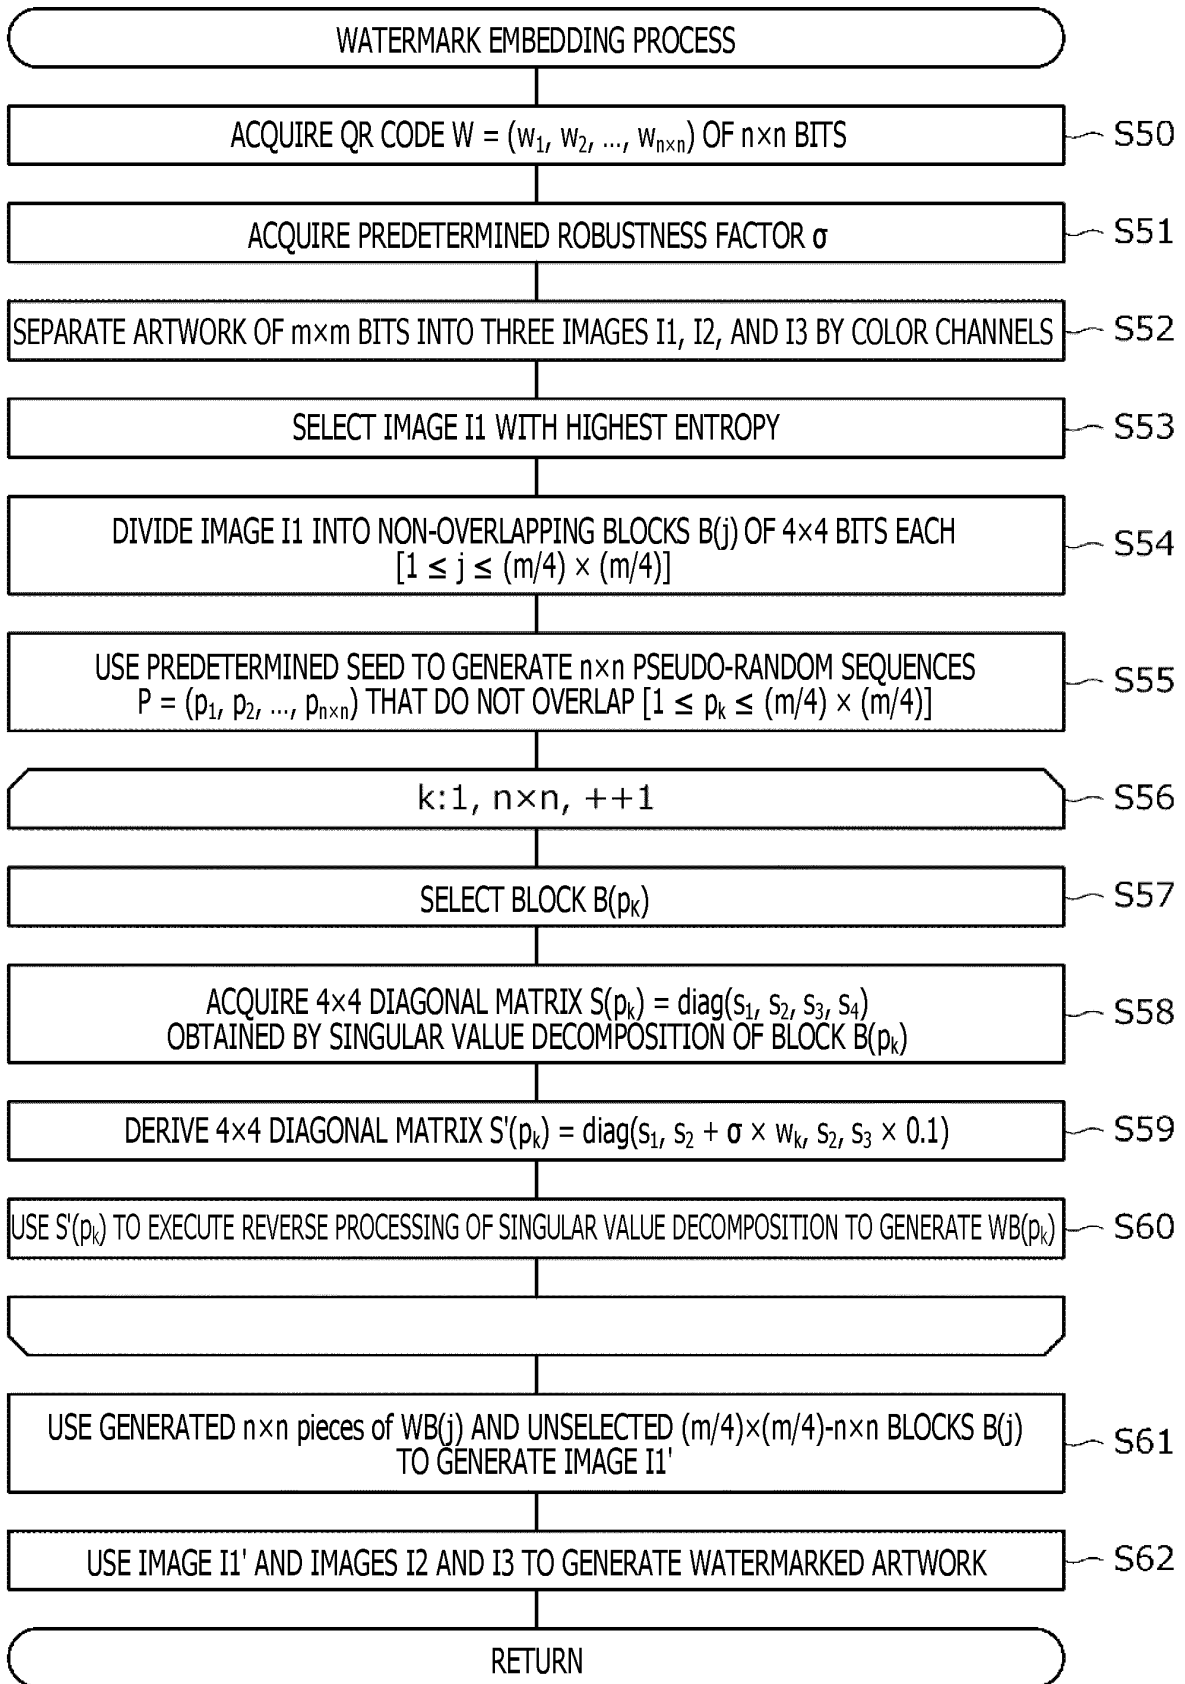 WATERMARK EMBEDDING PROCESS
ACQUIRE QR CODE W = (w₁, w₂, ..., wₙₓₙ) OF n×n BITS
S50
ACQUIRE PREDETERMINED ROBUSTNESS FACTOR σ
S51
SEPARATE ARTWORK OF m×m BITS INTO THREE IMAGES I1, I2, AND I3 BY COLOR CHANNELS
S52
SELECT IMAGE I1 WITH HIGHEST ENTROPY
S53
DIVIDE IMAGE I1 INTO NON-OVERLAPPING BLOCKS B(j) OF 4×4 BITS EACH
[1 ≤ j ≤ (m/4) × (m/4)]
S54
USE PREDETERMINED SEED TO GENERATE n×n PSEUDO-RANDOM SEQUENCES
P = (p₁, p₂, ..., pₙₓₙ) THAT DO NOT OVERLAP [1 ≤ pₖ ≤ (m/4) × (m/4)]
S55
k:1, n×n, ++1
S56
SELECT BLOCK B(pₖ)
S57
ACQUIRE 4×4 DIAGONAL MATRIX S(pₖ) = diag(s₁, s₂, s₃, s₄)
OBTAINED BY SINGULAR VALUE DECOMPOSITION OF BLOCK B(pₖ)
S58
DERIVE 4×4 DIAGONAL MATRIX S'(pₖ) = diag(s₁, s₂ + σ × wₖ, s₂, s₃ × 0.1)
S59
USE S'(pₖ) TO EXECUTE REVERSE PROCESSING OF SINGULAR VALUE DECOMPOSITION TO GENERATE WB(pₖ)
S60
USE GENERATED n×n pieces of WB(j) AND UNSELECTED (m/4)×(m/4)-n×n BLOCKS B(j)
TO GENERATE IMAGE I1'
S61
USE IMAGE I1' AND IMAGES I2 AND I3 TO GENERATE WATERMARKED ARTWORK
S62
RETURN